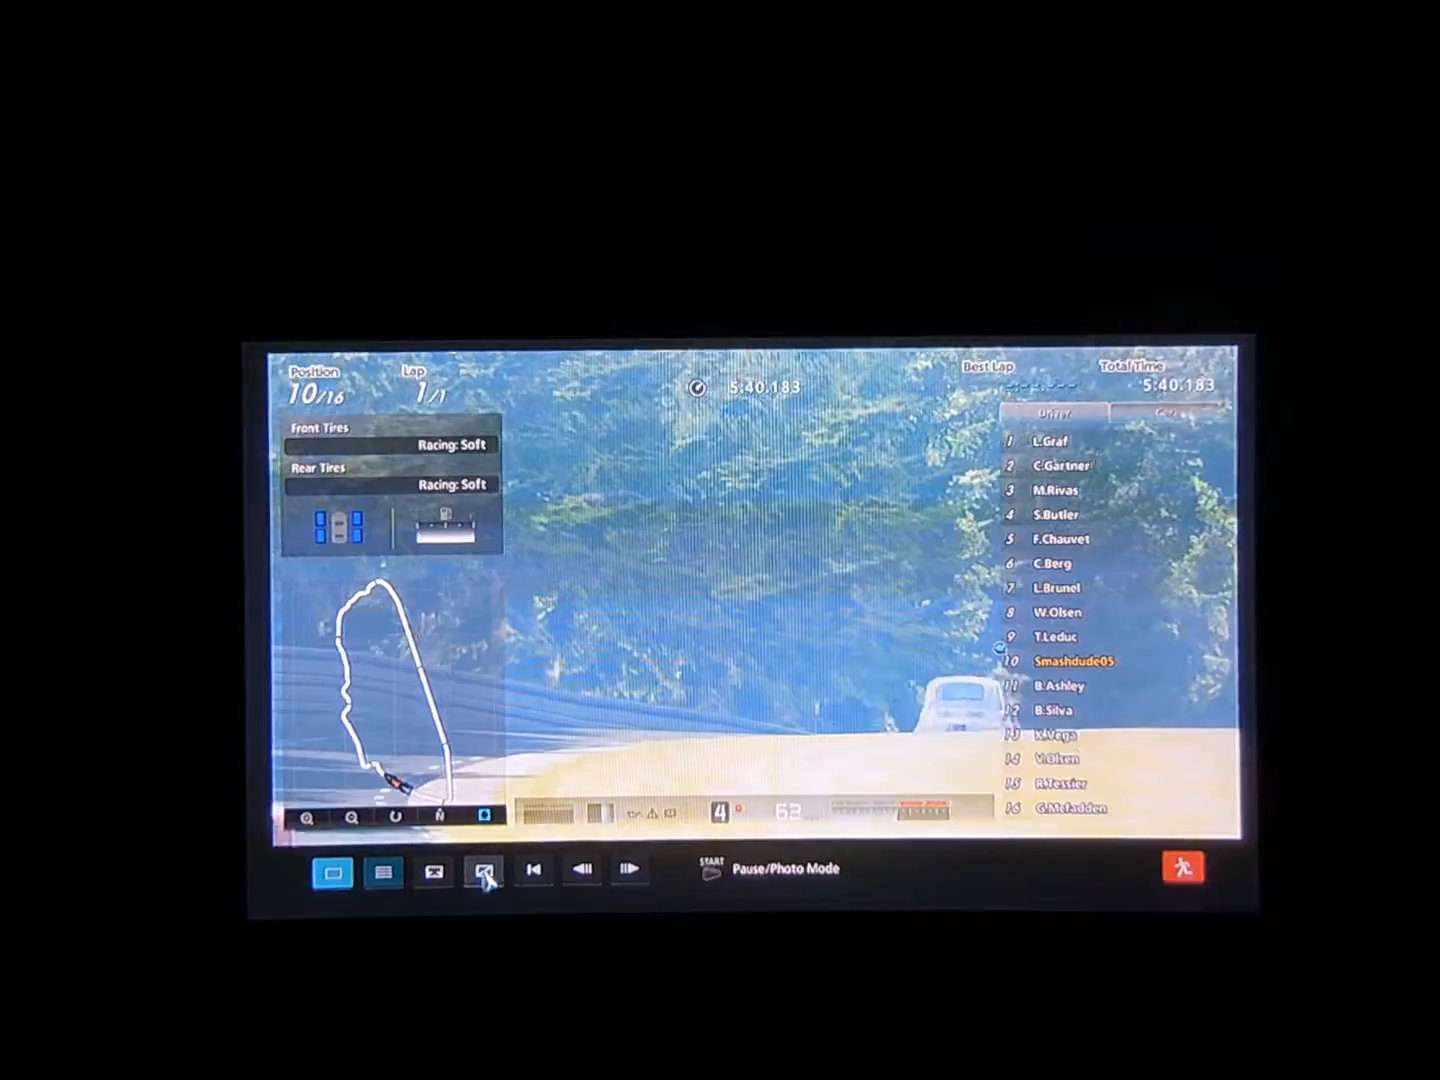 Position
10/16
Lap
1/1
5:40.183
Best Lap
Total Time
5:40.183
Front Tires
Racing: Soft
Rear Tires
Racing: Soft
Driver
Car
1 L.Graf
2 C.Gartner
3 M.Rivas
4 S.Butler
5 F.Chauvet
6 C.Berg
7 L.Brunel
8 W.Olsen
9 T.Leduc
10 Smashdude05
11 B.Ashley
12 B.Silva
13 K.Vega
14 V.Olsen
15 R.Tessier
16 G.Mcfadden
N
4
62
START
Pause/Photo Mode